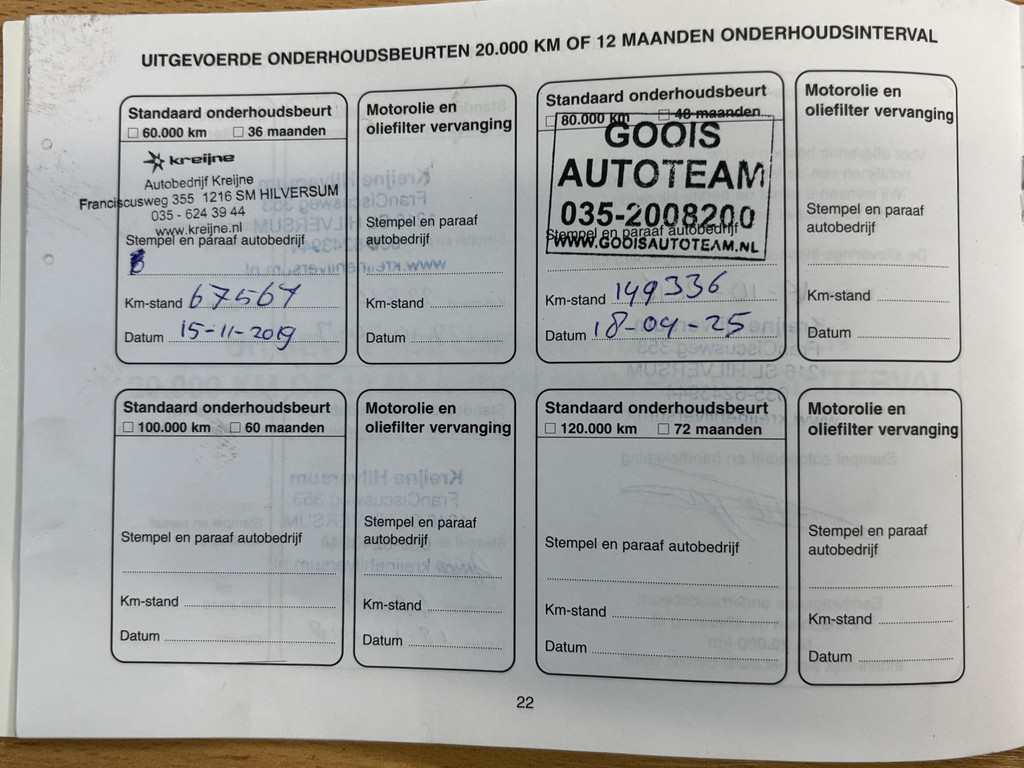 UITGEVOERDE ONDERHOUDSBEURTEN 20.000 KM OF 12 MAANDEN ONDERHOUDSINTERVAL
Standaard onderhoudsbeurt
60.000 km 36 maanden
kreijne
Autobedrijf Kreijne
Franciscusweg 355 1216 SM HILVERSUM
035 - 624 39 44
www.kreijne.nl
Stempel en paraaf autobedrijf
Km-stand 67567
Datum 15-11-2019
Motorolie en
oliefilter vervanging
Stempel en paraaf
autobedrijf
Km-stand
Datum
Standaard onderhoudsbeurt
80.000 km 48 maanden
GOOIS
AUTOTEAM
035-2008200
Stempel en paraaf autobedrijf
WWW.GOOISAUTOTEAM.NL
Km-stand 149336
Datum 18-04-25
Motorolie en
oliefilter vervanging
Stempel en paraaf
autobedrijf
Km-stand
Datum
Standaard onderhoudsbeurt
100.000 km 60 maanden
Stempel en paraaf autobedrijf
Km-stand
Datum
Motorolie en
oliefilter vervanging
Stempel en paraaf
autobedrijf
Km-stand
Datum
Standaard onderhoudsbeurt
120.000 km 72 maanden
Stempel en paraaf autobedrijf
Km-stand
Datum
Motorolie en
oliefilter vervanging
Stempel en paraaf
autobedrijf
Km-stand
Datum
22